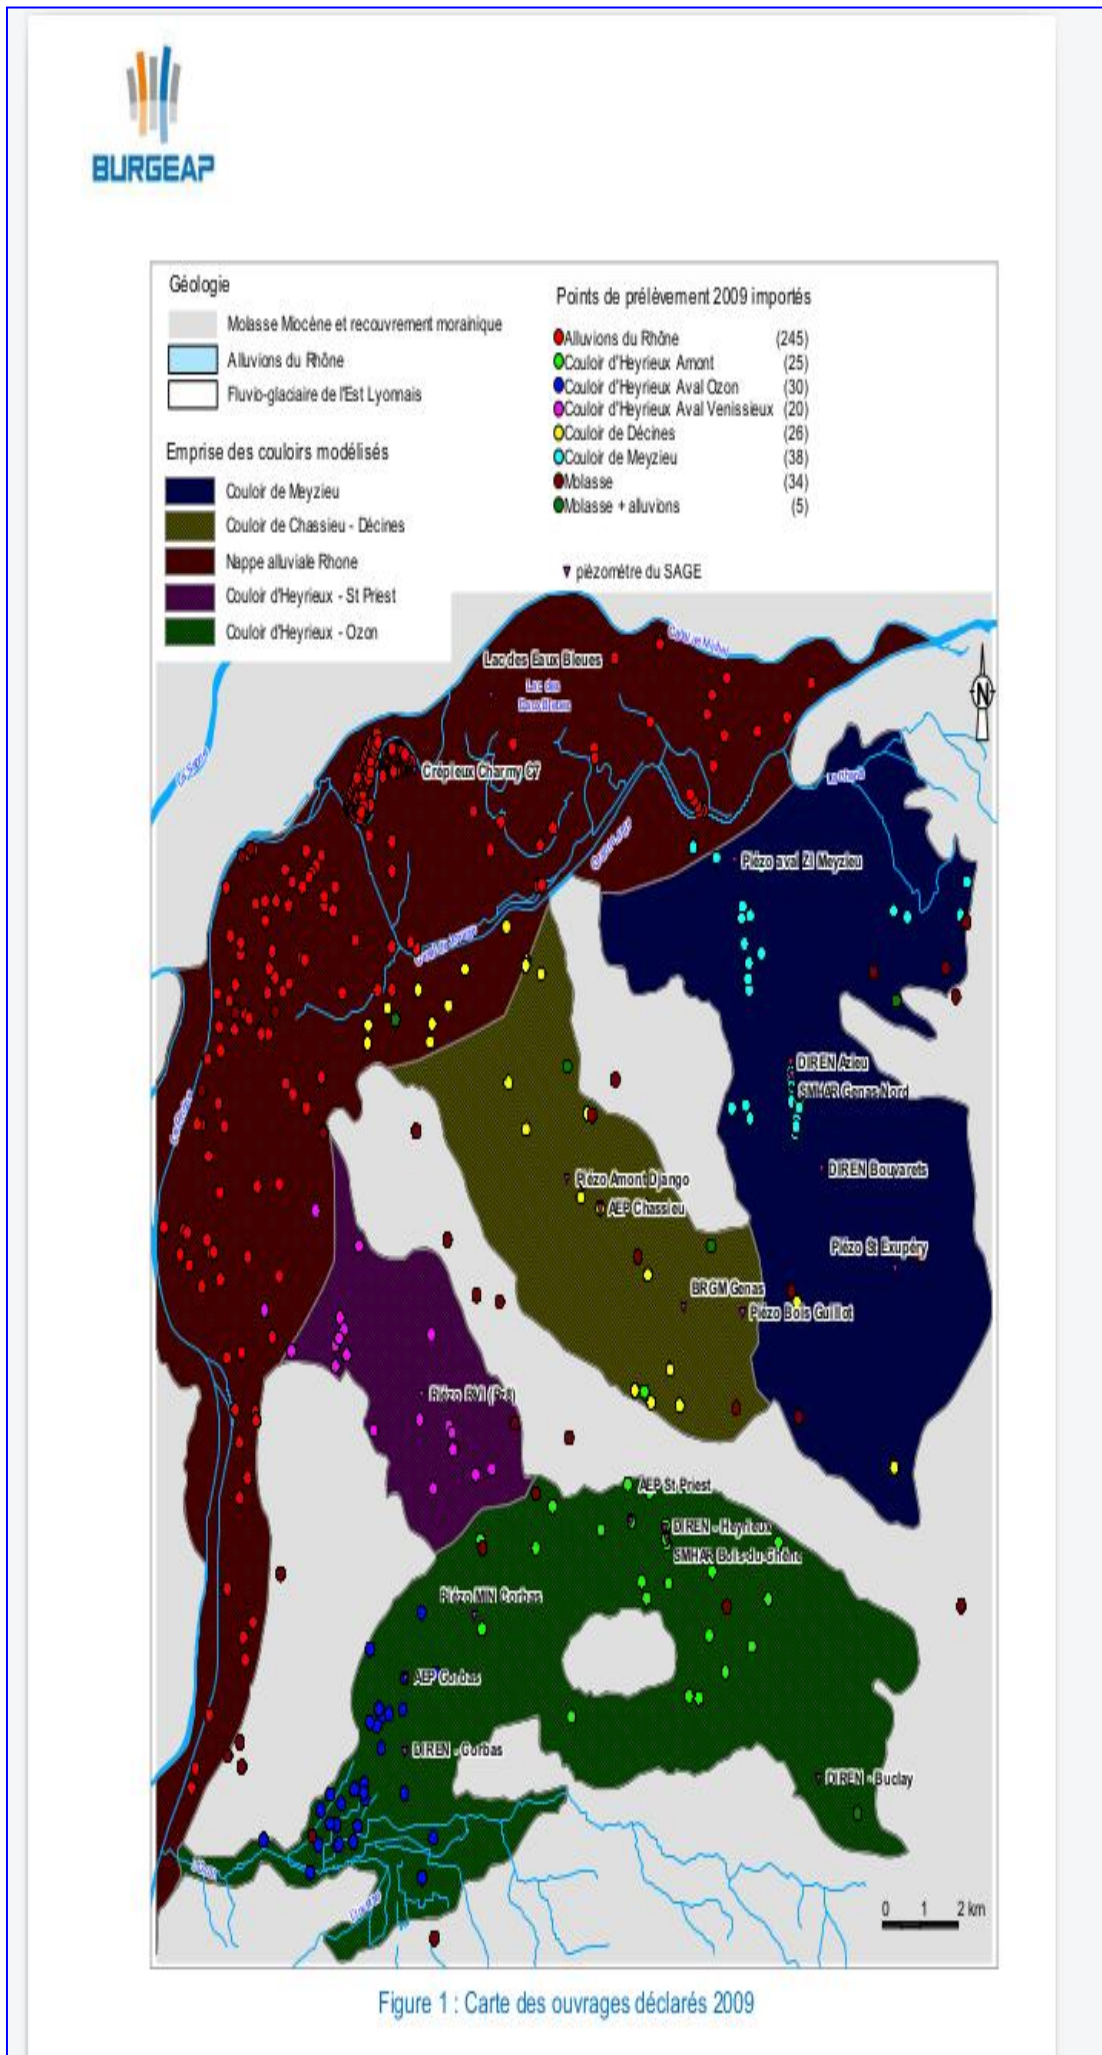 BURGEAP
Géologie
Molasse Miocène et recouvrement morainique
Alluvions du Rhône
Fluvio-glaciaire de l'Est Lyonnais
Emprise des couloirs modélisés
Couloir de Meyzieu
Couloir de Chassieu - Décines
Nappe alluviale Rhone
Couloir d'Heyrieux - St Priest
Couloir d'Heyrieux - Ozon
Points de prélèvement 2009 importés
Alluvions du Rhône (245)
Couloir d'Heyrieux Amont (25)
Couloir d'Heyrieux Aval Ozon (30)
Couloir d'Heyrieux Aval Venissieux (20)
Couloir de Décines (26)
Couloir de Meyzieu (38)
Molasse (34)
Molasse + alluvions (5)
piézomètre du SAGE
Lac des Eaux Bleues
Lac des
Eaux Bleues
N
Crépieux Charmy C7
Piézo aval ZI Meyzieu
DIREN Azieu
SMHAR Genas-Nord
DIREN Bouvarets
Piézo Amont Django
AEP Chassieu
Piézo St Exupéry
BRGM Genas
Piézo Bois Guillot
AEP St Priest
DIREN - Heyrieux
SMHAR Bois-du-Chêne
Piézo MIN Corbas
AEP Corbas
DIREN - Corbas
DIREN - Buclay
0 1 2 km
Figure 1 : Carte des ouvrages déclarés 2009